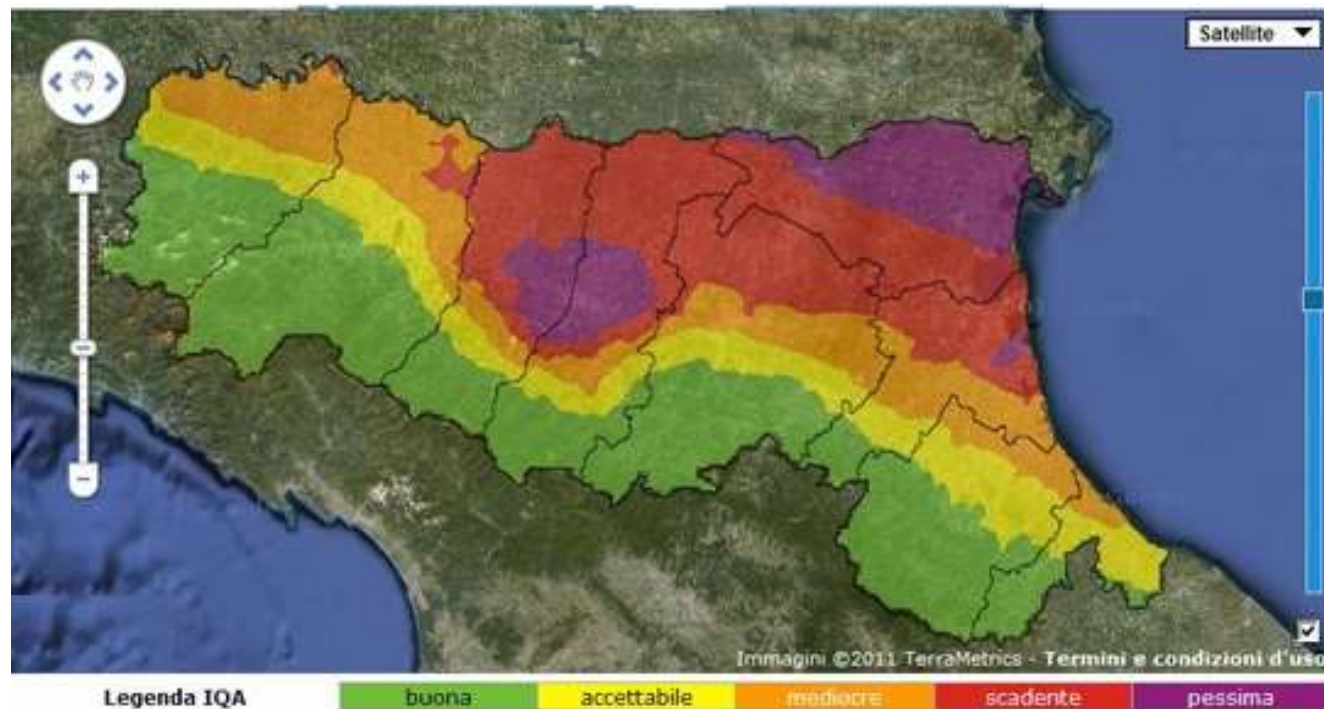 Satellite
Immagini ©2011 TerraMetrics - Termini e condizioni d'uso
Legenda IQA buona accettabile mediocre scadente pessima